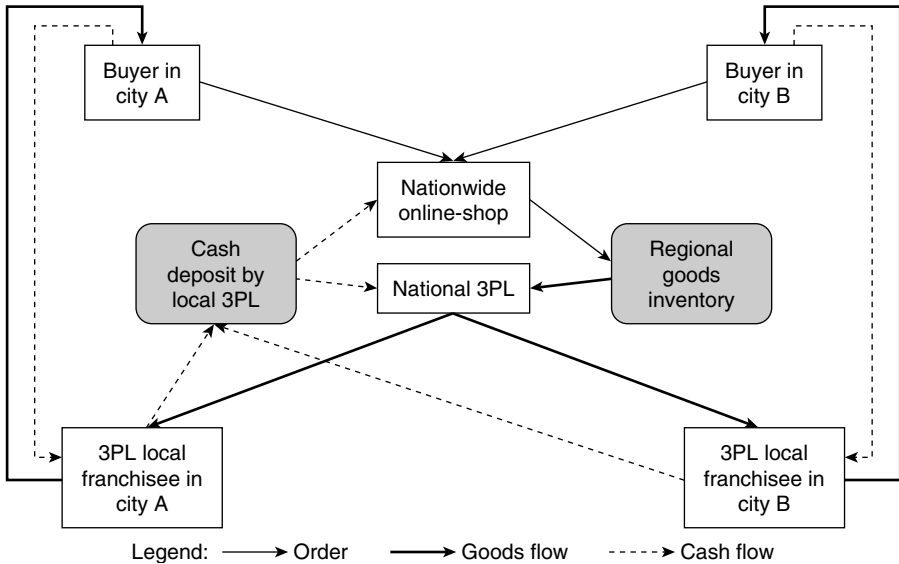 Buyer in
city A
Buyer in
city B
Nationwide
online-shop
Cash
deposit by
local 3PL
National 3PL
Regional
goods
inventory
3PL local
franchisee in
city A
3PL local
franchisee in
city B
Legend: Order Goods flow Cash flow